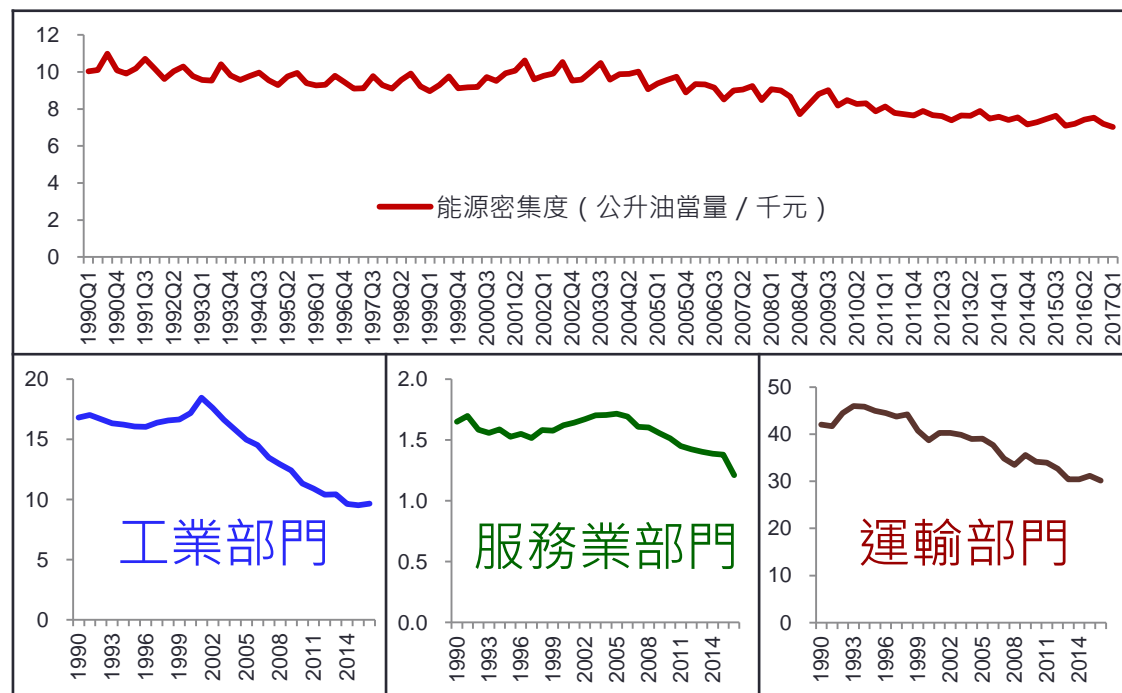 12
10
8
6
4
2
0
能源密集度（公升油當量／千元）
1990Q1
1990Q4
1991Q3
1992Q2
1993Q1
1993Q4
1994Q3
1995Q2
1996Q1
1996Q4
1997Q3
1998Q2
1999Q1
1999Q4
2000Q3
2001Q2
2002Q1
2002Q4
2003Q3
2004Q2
2005Q1
2005Q4
2006Q3
2007Q2
2008Q1
2008Q4
2009Q3
2010Q2
2011Q1
2011Q4
2012Q3
2013Q2
2014Q1
2014Q4
2015Q3
2016Q2
2017Q1
20
15
10
5
0
工業部門
1990
1993
1996
1999
2002
2005
2008
2011
2014
2.0
1.5
1.0
0.5
0.0
服務業部門
1990
1993
1996
1999
2002
2005
2008
2011
2014
50
40
30
20
10
0
運輸部門
1990
1993
1996
1999
2002
2005
2008
2011
2014